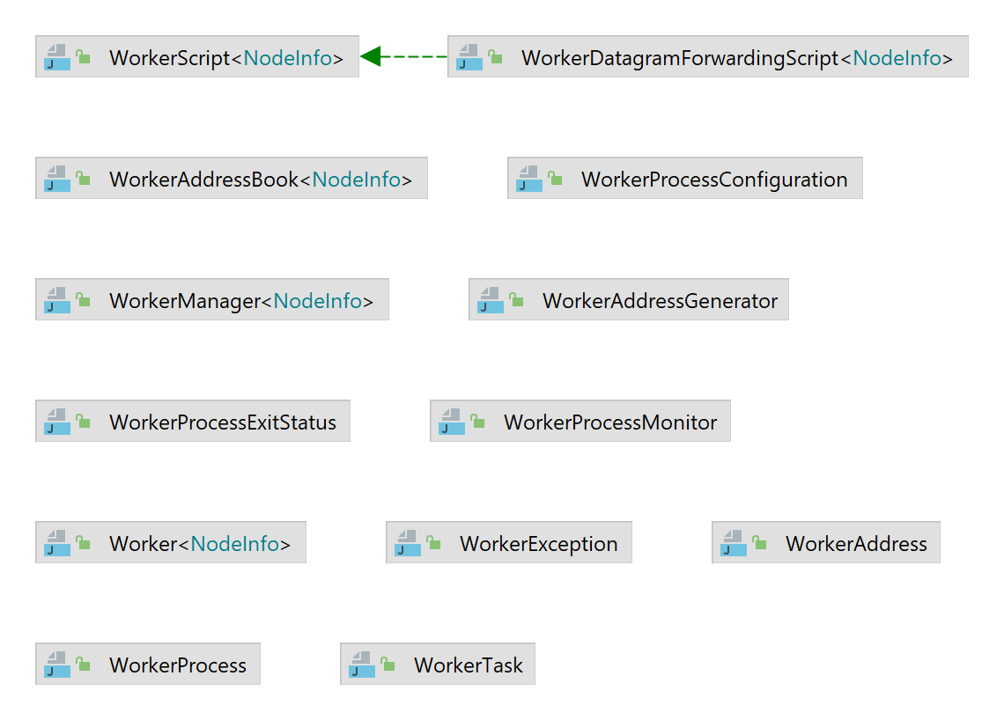 WorkerScript<NodeInfo> WorkerDatagramForwardingScript<NodeInfo>
WorkerAddressBook<NodeInfo> WorkerProcessConfiguration
WorkerManager<NodeInfo> WorkerAddressGenerator
WorkerProcessExitStatus WorkerProcessMonitor
Worker<NodeInfo> WorkerException WorkerAddress
WorkerProcess WorkerTask